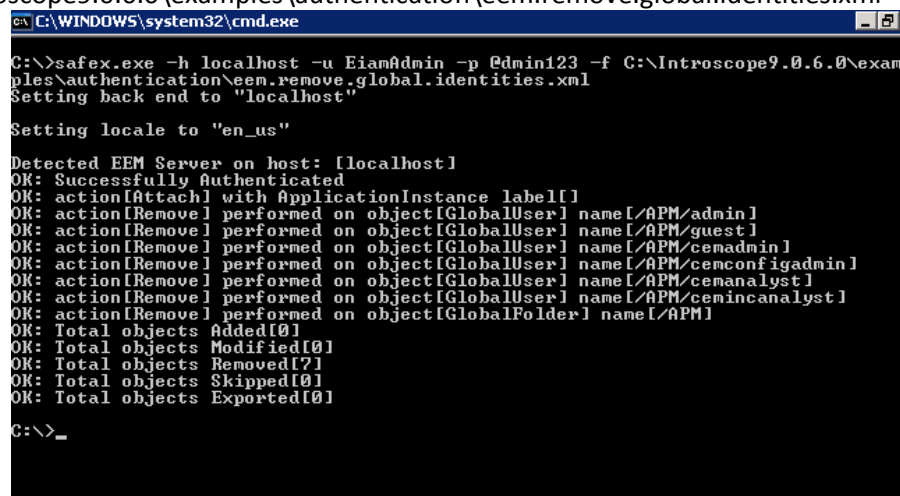 C:\WINDOWS\system32\cmd.exe
C:\>safex.exe -h localhost -u EiamAdmin -p @dmin123 -f C:\Introscope9.0.6.0\exam
ples\authentication\eem.remove.global.identities.xml
Setting back end to "localhost"
Setting locale to "en_us"
Detected EEM Server on host: [localhost]
OK: Successfully Authenticated
OK: action[Attach] with ApplicationInstance label[]
OK: action[Remove] performed on object[GlobalUser] name[/APM/admin]
OK: action[Remove] performed on object[GlobalUser] name[/APM/guest]
OK: action[Remove] performed on object[GlobalUser] name[/APM/cemadmin]
OK: action[Remove] performed on object[GlobalUser] name[/APM/cemconfigadmin]
OK: action[Remove] performed on object[GlobalUser] name[/APM/cemanalyst]
OK: action[Remove] performed on object[GlobalUser] name[/APM/cemincanalyst]
OK: action[Remove] performed on object[GlobalFolder] name[/APM]
OK: Total objects Added[0]
OK: Total objects Modified[0]
OK: Total objects Removed[7]
OK: Total objects Skipped[0]
OK: Total objects Exported[0]
C:\>_